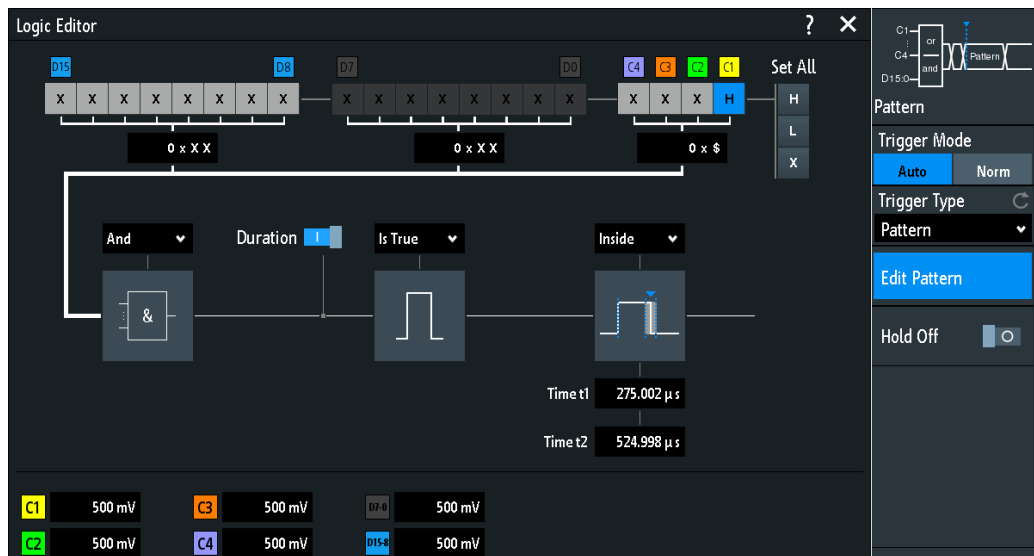 Logic Editor ? ×
C1
⋮
C4
D15:0
or
and
Pattern
Pattern
D15 D8 D7 D0 C4 C3 C2 C1 Set All
X X X X X X X X X X X X X X X X X X X H H
L
X
0 x X X 0 x X X 0 x $
And Duration I Is True Inside
&
Time t1 275.002 µs
Time t2 524.998 µs
C1 500 mV C3 500 mV D7-0 500 mV
C2 500 mV C4 500 mV D15-8 500 mV
Trigger Mode
Auto Norm
Trigger Type
Pattern
Edit Pattern
Hold Off O